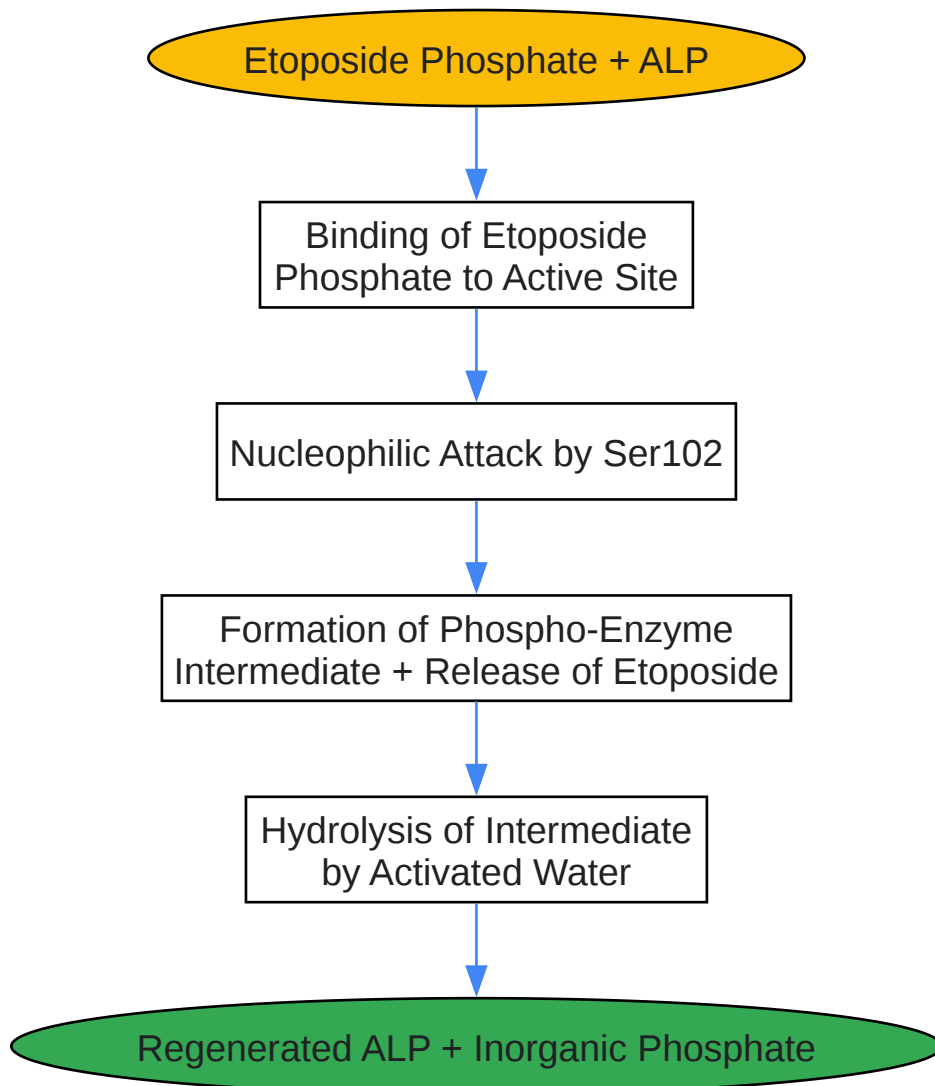 Etoposide Phosphate + ALP
Binding of Etoposide
Phosphate to Active Site
Nucleophilic Attack by Ser102
Formation of Phospho-Enzyme
Intermediate + Release of Etoposide
Hydrolysis of Intermediate
by Activated Water
Regenerated ALP + Inorganic Phosphate